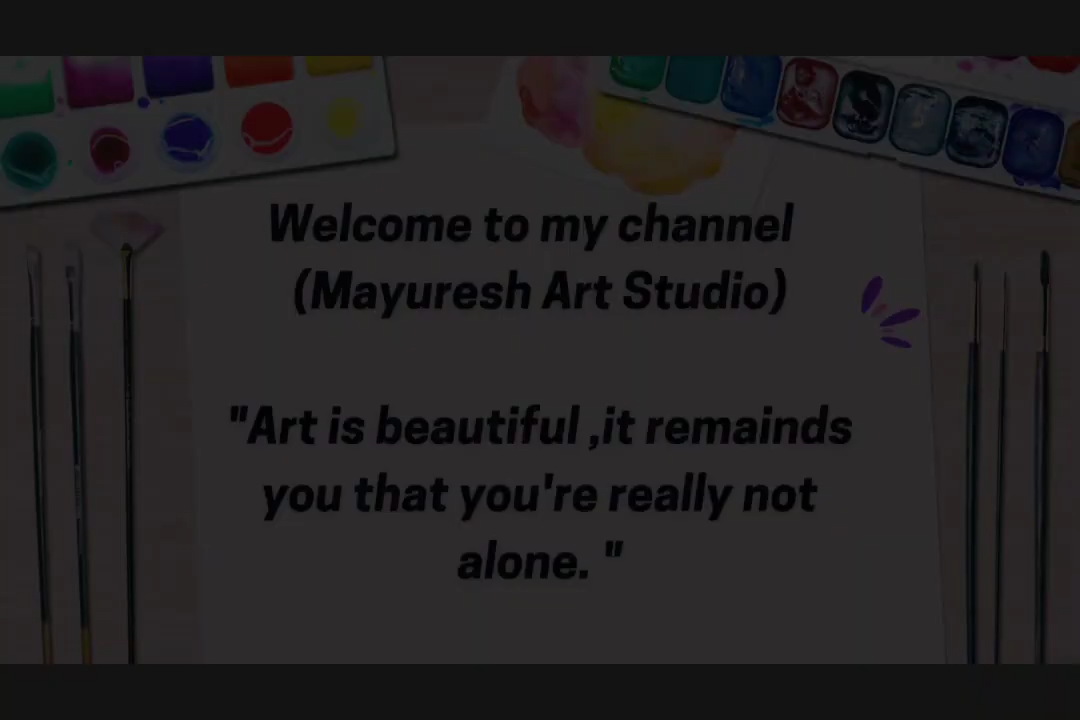 Welcome to my channel
(Mayuresh Art Studio)
"Art is beautiful ,it remainds
you that you're really not
alone. "